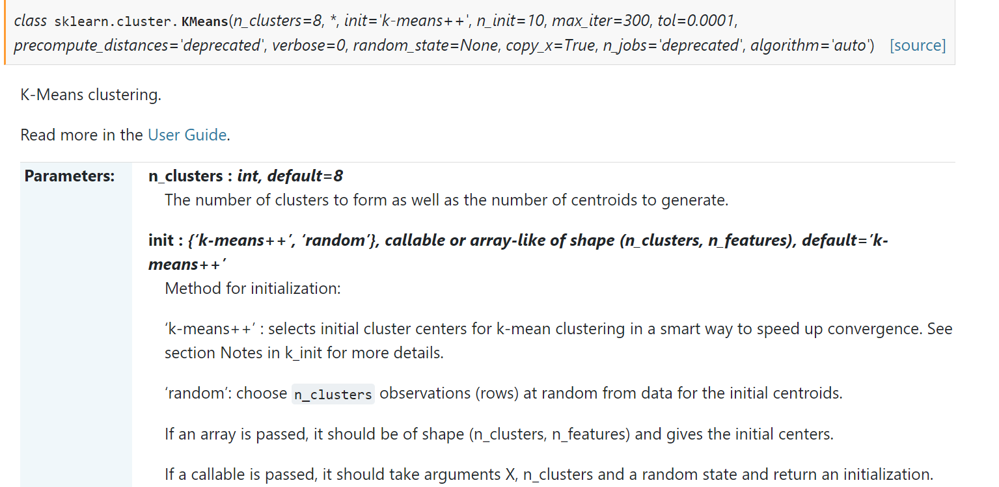 class sklearn.cluster.KMeans(n_clusters=8, *, init='k-means++', n_init=10, max_iter=300, tol=0.0001,
precompute_distances='deprecated', verbose=0, random_state=None, copy_x=True, n_jobs='deprecated', algorithm='auto') [source]
K-Means clustering.
Read more in the User Guide.
Parameters:
n_clusters : int, default=8
The number of clusters to form as well as the number of centroids to generate.
init : {‘k-means++’, ‘random’}, callable or array-like of shape (n_clusters, n_features), default=’k-
means++’
Method for initialization:
‘k-means++’ : selects initial cluster centers for k-mean clustering in a smart way to speed up convergence. See
section Notes in k_init for more details.
‘random’: choose n_clusters observations (rows) at random from data for the initial centroids.
If an array is passed, it should be of shape (n_clusters, n_features) and gives the initial centers.
If a callable is passed, it should take arguments X, n_clusters and a random state and return an initialization.